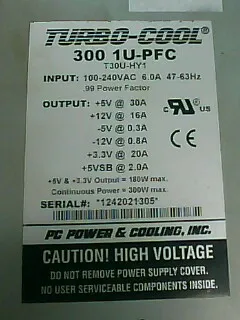 TURBO-COOL®
300 1U-PFC
T30U-HY1
INPUT: 100-240VAC 6.0A 47-63Hz
.99 Power Factor
OUTPUT: +5V @ 30A
+12V @ 16A
-5V @ 0.3A
-12V @ 0.8A
+3.3V @ 20A
+5VSB @ 2.0A
c RU US
+5V & +3.3V Output = 180W max.
Continuous Power = 300W max.
SERIAL#: "1242021305"
PC POWER & COOLING, INC.
CAUTION! HIGH VOLTAGE
DO NOT REMOVE POWER SUPPLY COVER.
NO USER SERVICEABLE COMPONENTS INSIDE.